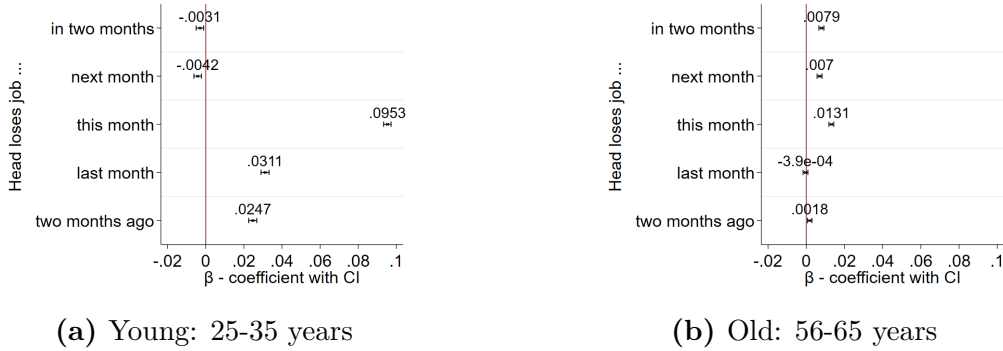 Head loses job ...
in two months
-.0031
next month
-.0042
this month
.0953
last month
.0311
two months ago
.0247
-.02 0 .02 .04 .06 .08 .1
β - coefficient with CI
(a) Young: 25-35 years
Head loses job ...
in two months
.0079
next month
.007
this month
.0131
last month
-3.9e-04
two months ago
.0018
-.02 0 .02 .04 .06 .08 .1
β - coefficient with CI
(b) Old: 56-65 years